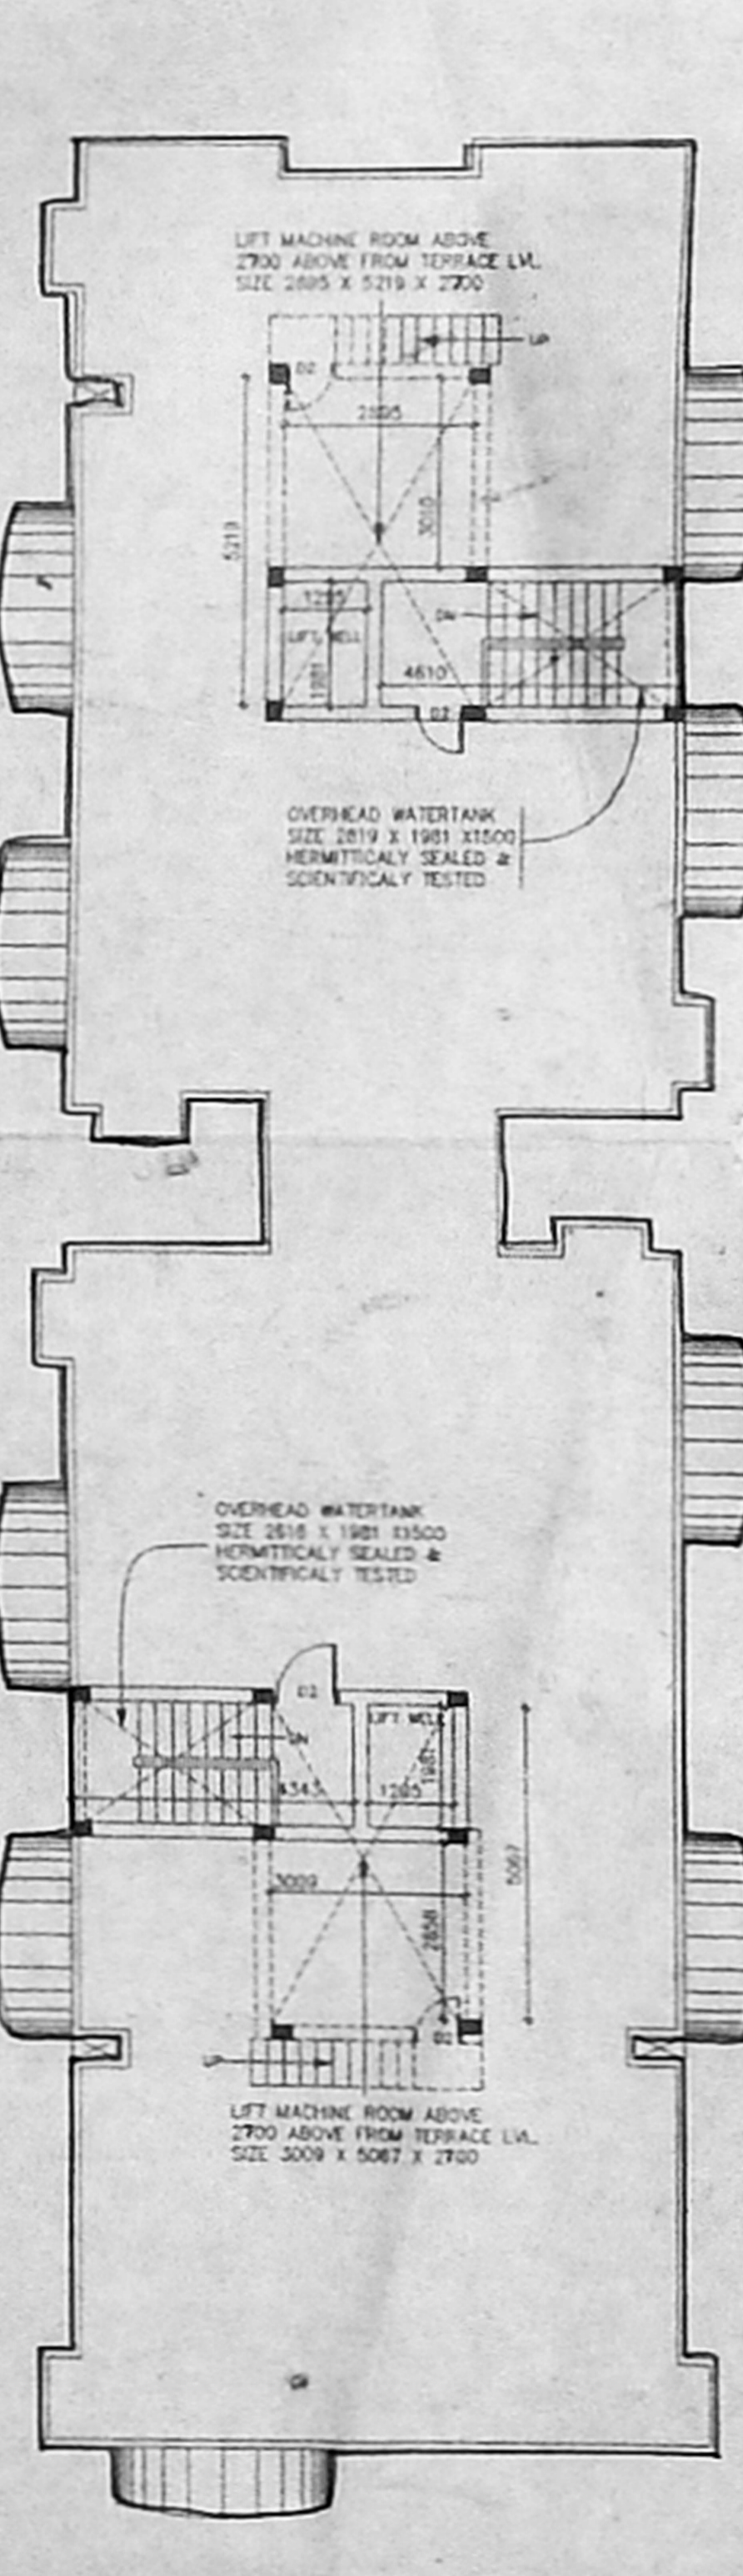 LIFT MACHINE ROOM ABOVE
2700 ABOVE FROM TERRACE LVL.
SIZE 2895 X 5219 X 2700
UP
D2
2895
3010
5219
1295
LIFT WELL
1981
DN
4610
D2
OVERHEAD WATERTANK
SIZE 2819 X 1981 X1500
HERMITTICALY SEALED &
SCIENTIFICALY TESTED
OVERHEAD WATERTANK
SIZE 2616 X 1981 X1500
HERMITTICALY SEALED &
SCIENTIFICALY TESTED
D2
LIFT WELL
DN
1981
4343
1295
3009
5067
2858
UP
LIFT MACHINE ROOM ABOVE
2700 ABOVE FROM TERRACE LVL.
SIZE 3009 X 5067 X 2700